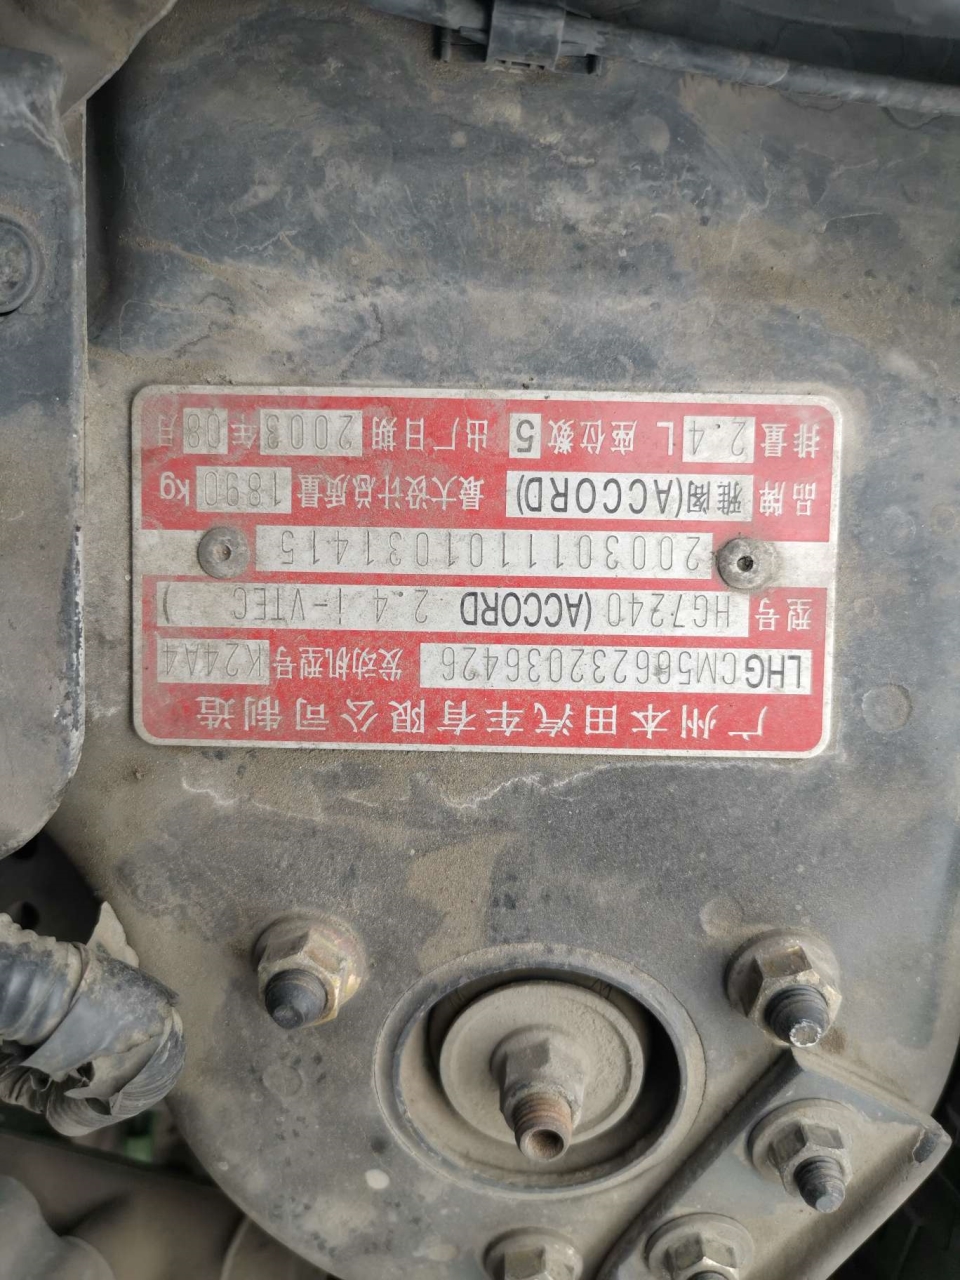 广州本田汽车有限公司制造
LHGCM566232036426 发动机型号 K24A4
型号 HG7240 (ACCORD 2.4 i-VTEC )
2003011101031415
品牌 雅阁(ACCORD) 最大设计总质量 1890 kg
排量 2.4 L 座位数 5 出厂日期 2003 年 08 月